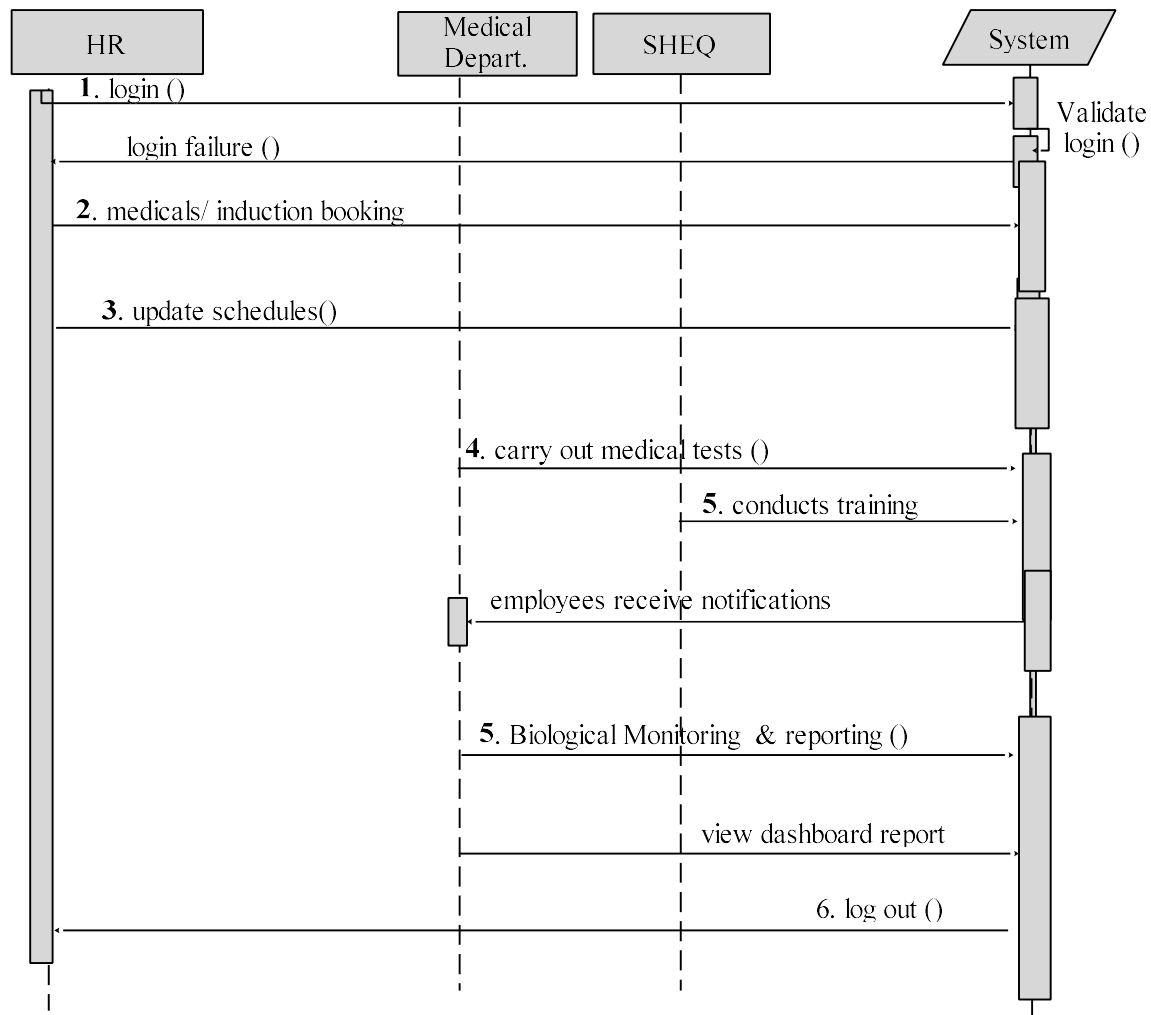 HR
Medical
Depart.
SHEQ
System
1. login ()
Validate
login ()
login failure ()
2. medicals/ induction booking
3. update schedules()
4. carry out medical tests ()
5. conducts training
employees receive notifications
5. Biological Monitoring & reporting ()
view dashboard report
6. log out ()